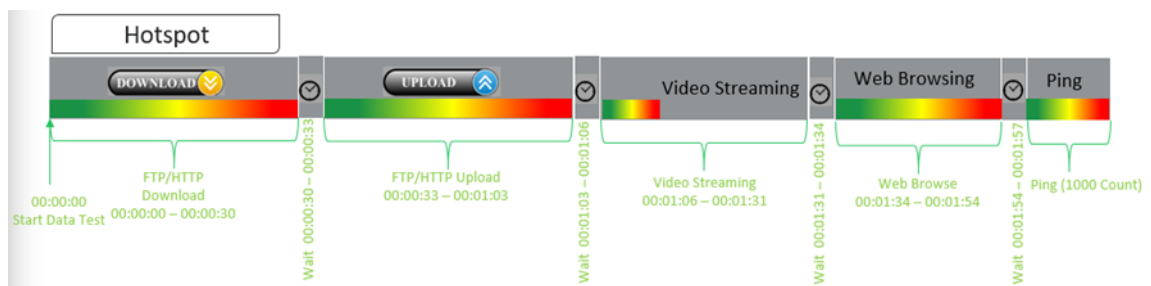 Hotspot
DOWNLOAD
UPLOAD
Video Streaming
Web Browsing
Ping
00:00:00
Start Data Test
FTP/HTTP
Download
00:00:00 – 00:00:30
Wait 00:00:30 – 00:00:33
FTP/HTTP Upload
00:00:33 – 00:01:03
Wait 00:01:03 – 00:01:06
Video Streaming
00:01:06 – 00:01:31
Wait 00:01:31 – 00:01:34
Web Browse
00:01:34 – 00:01:54
Wait 00:01:54 – 00:01:57
Ping (1000 Count)